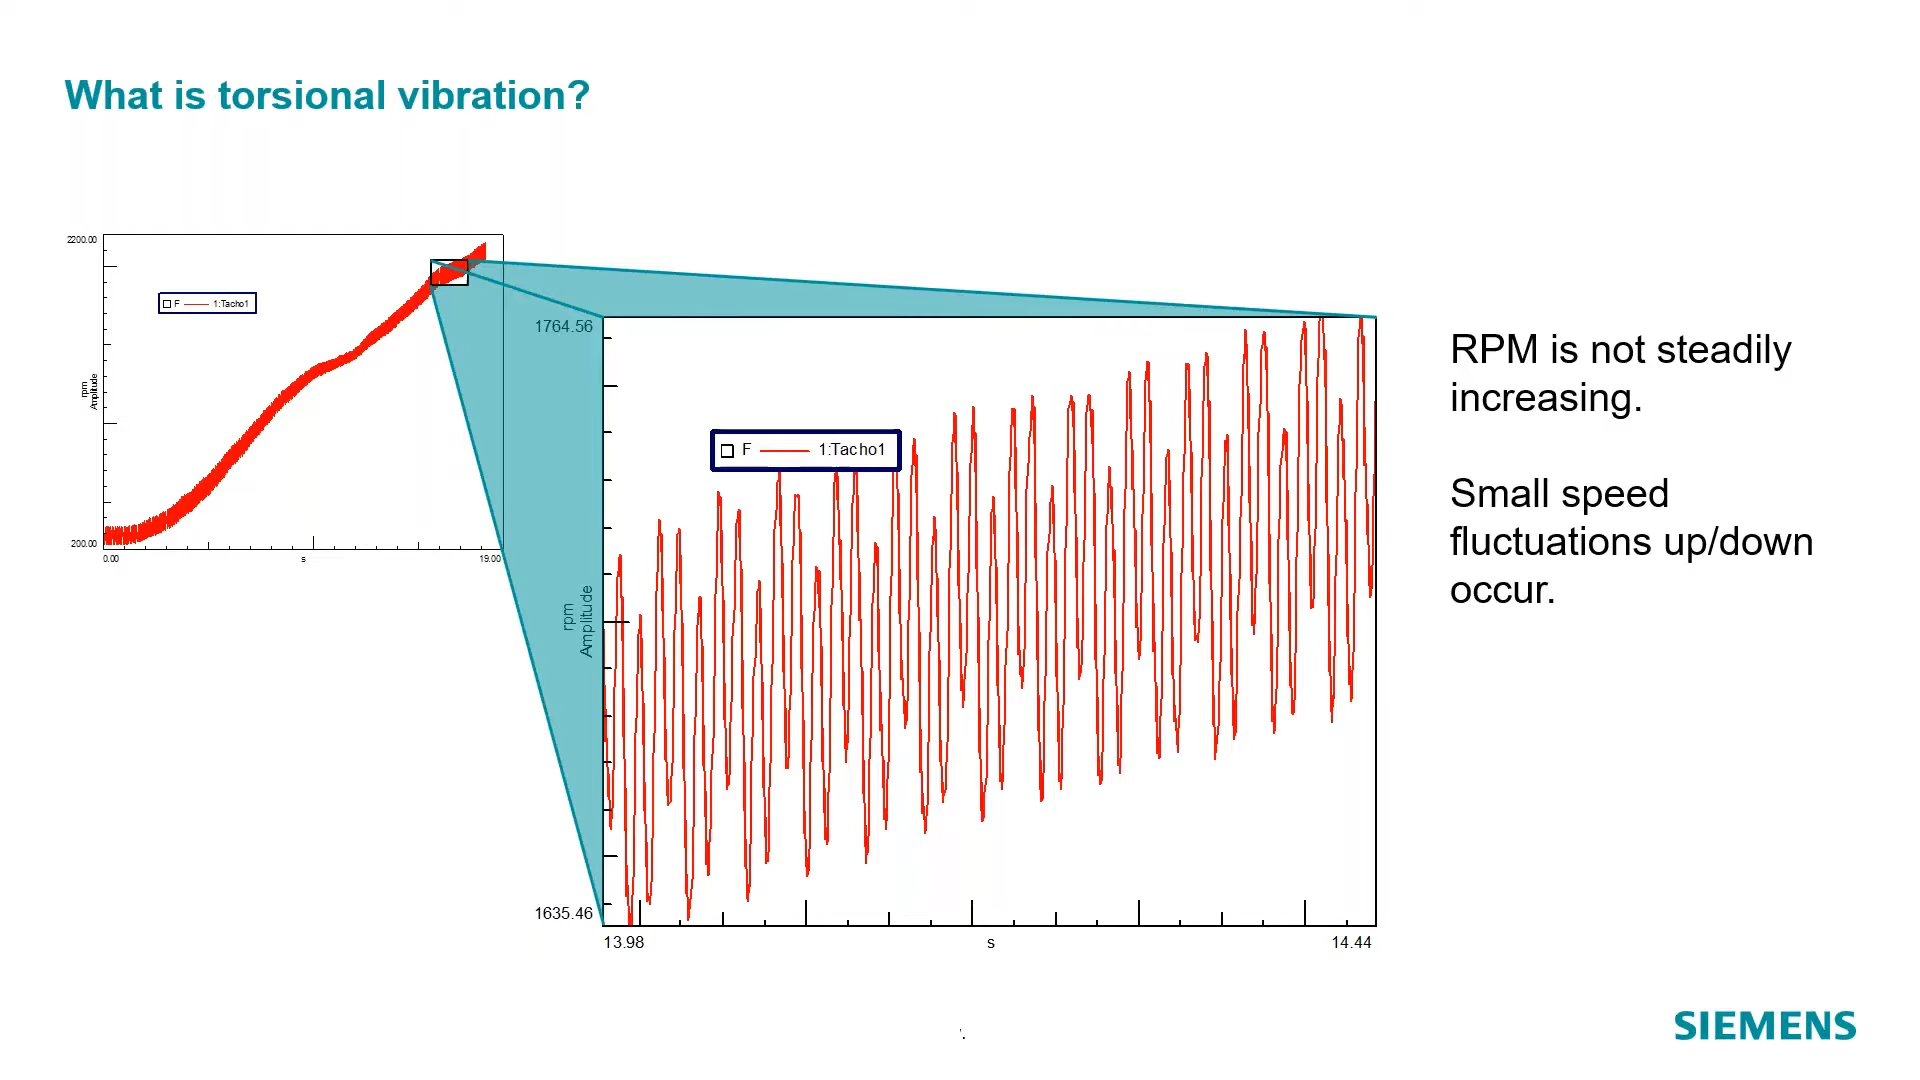 What is torsional vibration?
2200.00
F 1:Tacho1
rpm
Amplitude
200.00
0.00 s 19.00
1764.56
F 1:Tacho1
rpm
Amplitude
1635.46
13.98 s 14.44
RPM is not steadily
increasing.
Small speed
fluctuations up/down
occur.
SIEMENS